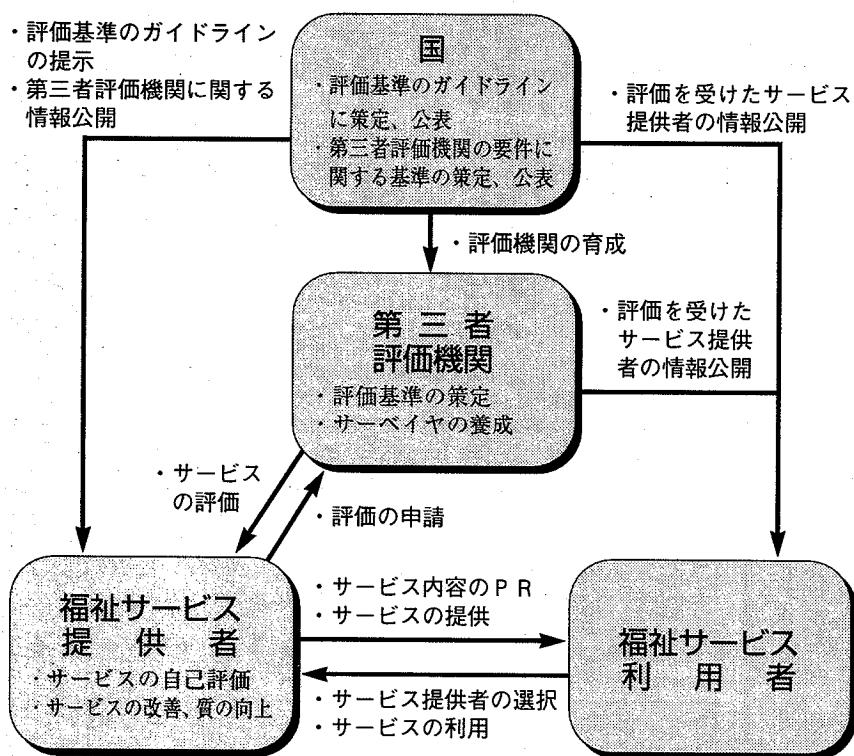 ・評価基準のガイドライン
の提示
・第三者評価機関に関する
情報公開
国
・評価基準のガイドライン
に策定、公表
・第三者評価機関の要件に
関する基準の策定、公表
・評価を受けたサービス
提供者の情報公開
・評価機関の育成
第三者
評価機関
・評価基準の策定
・サーベイヤの養成
・評価を受けた
サービス提供
者の情報公開
・サービス
の評価
・評価の申請
福祉サービス
提供者
・サービスの自己評価
・サービスの改善、質の向上
・サービス内容のPR
・サービスの提供
・サービス提供者の選択
・サービスの利用
福祉サービス
利用者